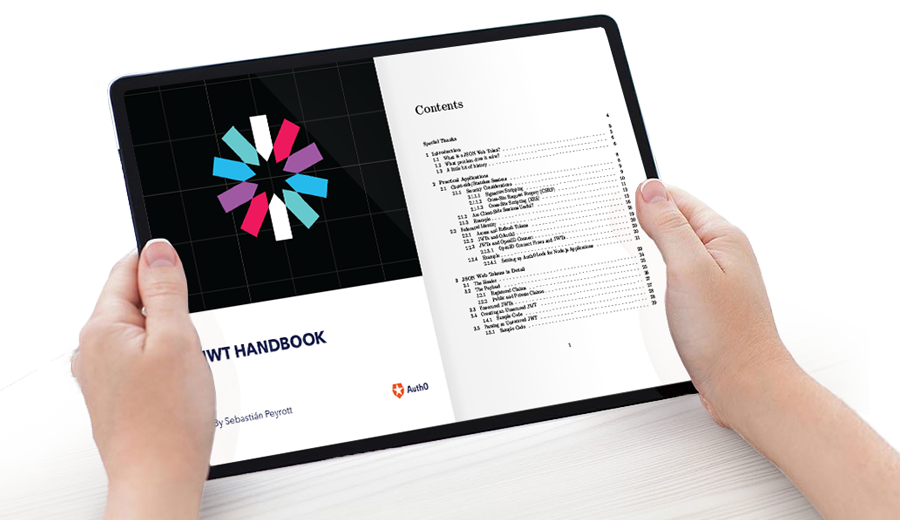 JWT HANDBOOK
By Sebastián Peyrott
Auth0
Contents
Special Thanks 4
1 Introduction
1.1 What is a JSON Web Token?
1.2 What problem does it solve?
1.3 A little bit of history
2 Practical Applications
2.1 Client-side/Stateless Sessions
2.1.1 Security Considerations
2.1.1.1 Signature Stripping
2.1.1.2 Cross-Site Request Forgery (CSRF)
2.1.1.3 Cross-Site Scripting (XSS)
2.1.2 Are Client-Side Sessions Useful?
2.1.3 Example
2.2 Federated Identity
2.2.1 Access and Refresh Tokens
2.2.2 JWTs and OAuth2
2.2.3 JWTs and OpenID Connect
2.2.3.1 OpenID Connect Flows and JWTs
2.2.4 Example
2.2.4.1 Setting up Auth0 Lock for Node.js Applications
3 JSON Web Tokens in Detail
3.1 The Header
3.2 The Payload
3.2.1 Registered Claims
3.2.2 Public and Private Claims
3.3 Unsecured JWTs
3.4 Creating an Unsecured JWT
3.4.1 Sample Code
3.5 Parsing an Unsecured JWT
3.5.1 Sample Code
1